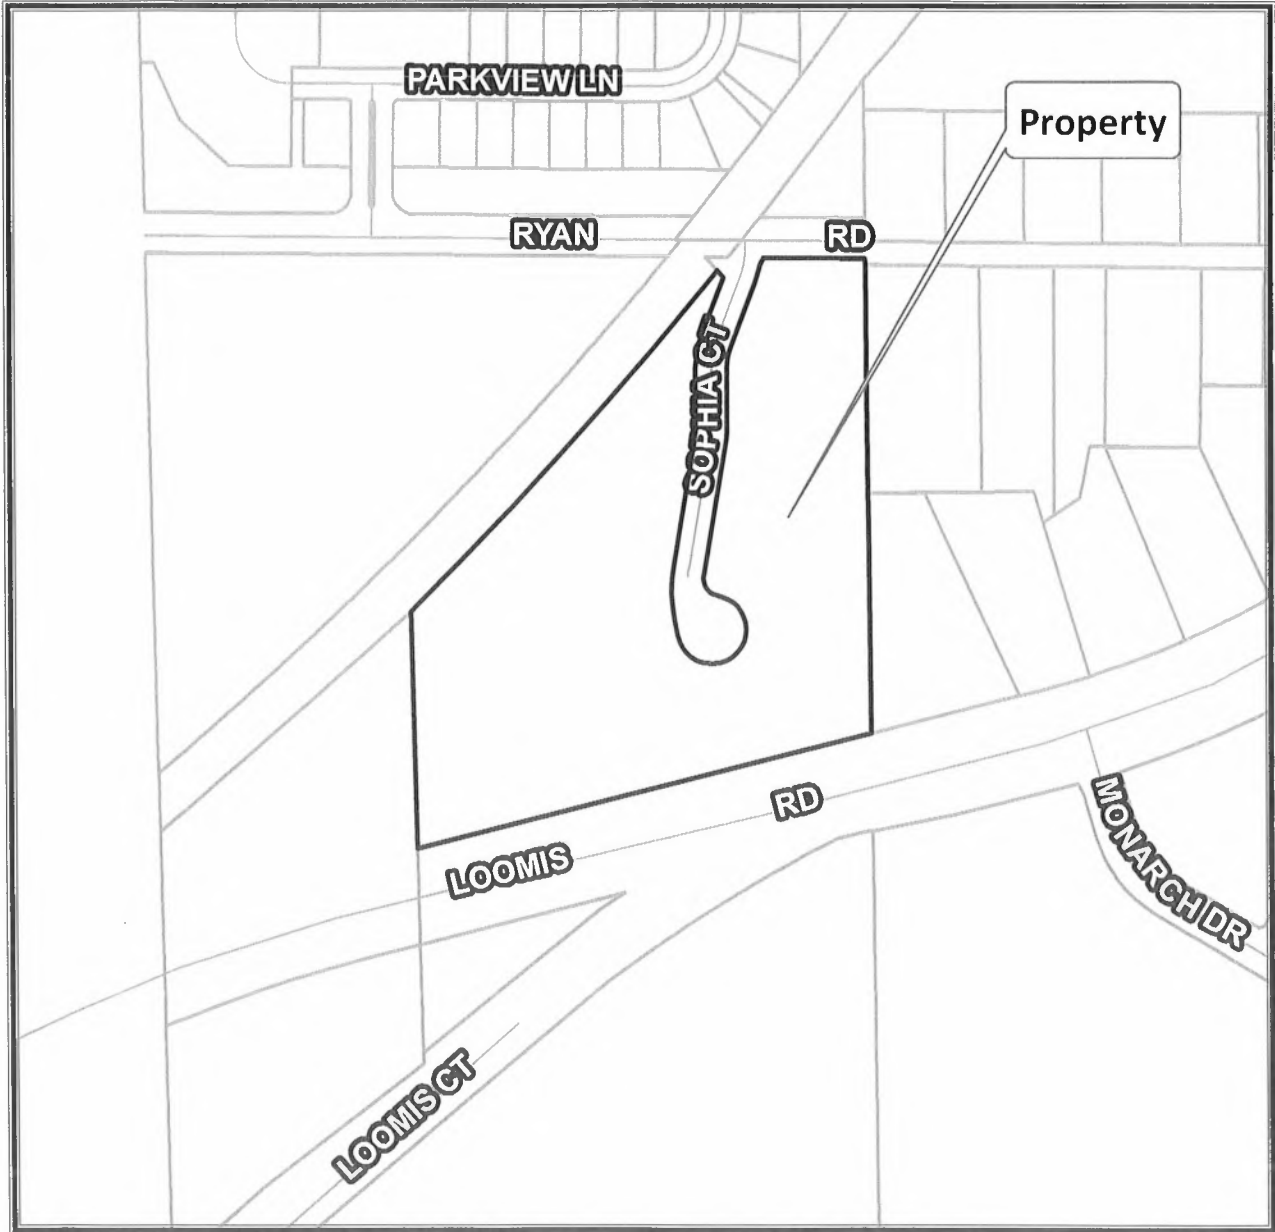 PARKVIEW LN
Property
RYAN RD
SOPHIA CT
LOOMIS RD
MONARCH DR
LOOMIS CT